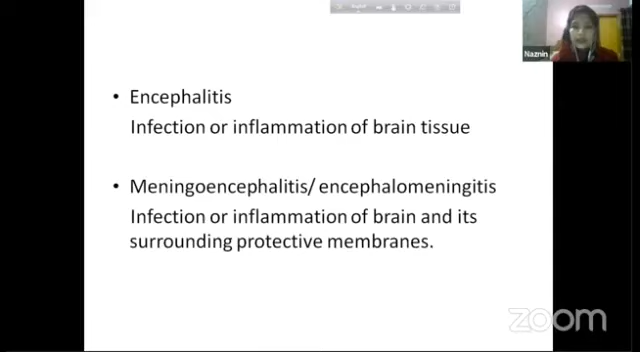 • Encephalitis
Infection or inflammation of brain tissue
• Meningoencephalitis/ encephalomeningitis
Infection or inflammation of brain and its
surrounding protective membranes.
Naznin
zoom